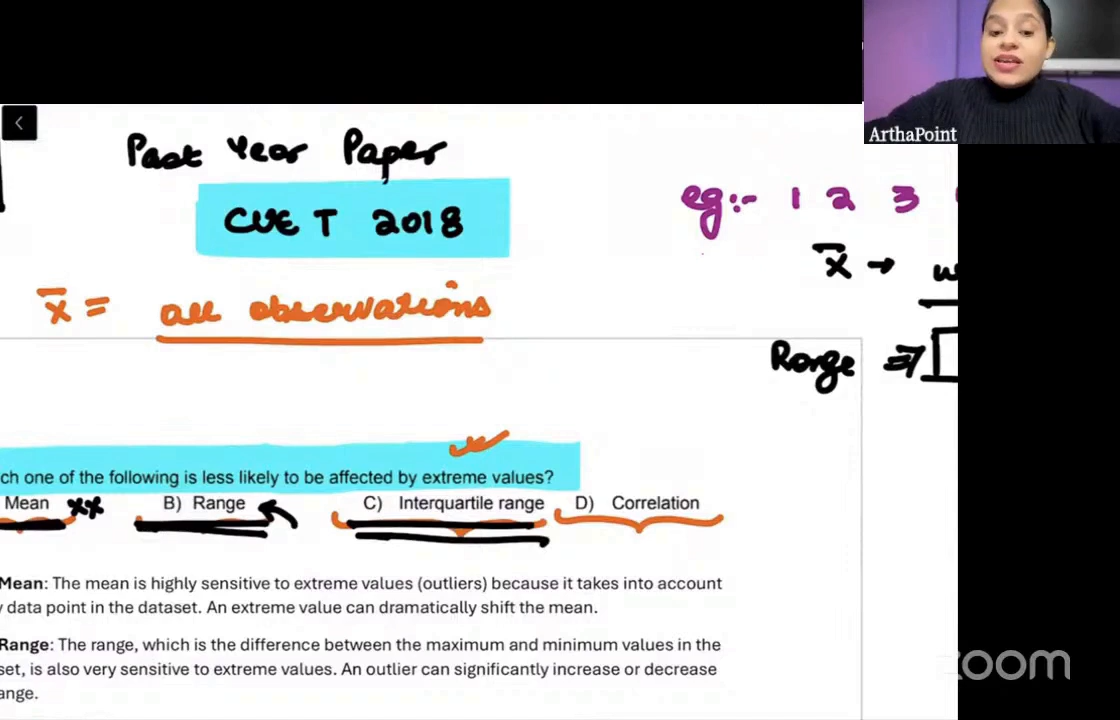 ArthaPoint
Past Year Paper
CUET 2018
eg:- 1 2 3
x̄ →
x̄ = all observations
Range ⇒
ch one of the following is less likely to be affected by extreme values?
Mean xx B) Range C) Interquartile range D) Correlation
Mean: The mean is highly sensitive to extreme values (outliers) because it takes into account
y data point in the dataset. An extreme value can dramatically shift the mean.
Range: The range, which is the difference between the maximum and minimum values in the
set, is also very sensitive to extreme values. An outlier can significantly increase or decrease
ange.
zoom